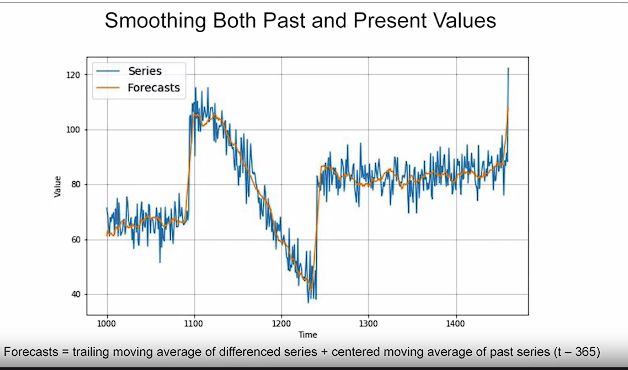 Smoothing Both Past and Present Values
Series
Forecasts
120
100
80
60
40
Value
1000 1100 1200 1300 1400
Time
Forecasts = trailing moving average of differenced series + centered moving average of past series (t – 365)